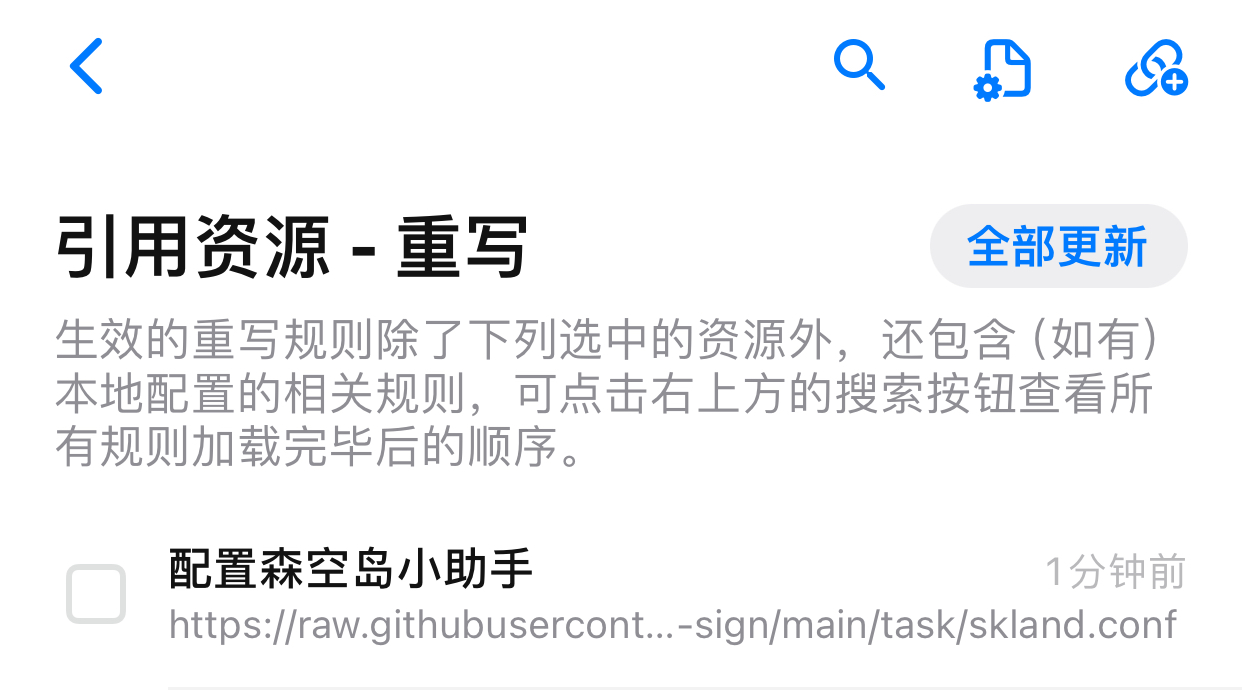 引用资源 - 重写
全部更新
生效的重写规则除了下列选中的资源外，还包含 (如有)
本地配置的相关规则，可点击右上方的搜索按钮查看所
有规则加载完毕后的顺序。
配置森空岛小助手
1分钟前
https://raw.githubusercont...-sign/main/task/skland.conf